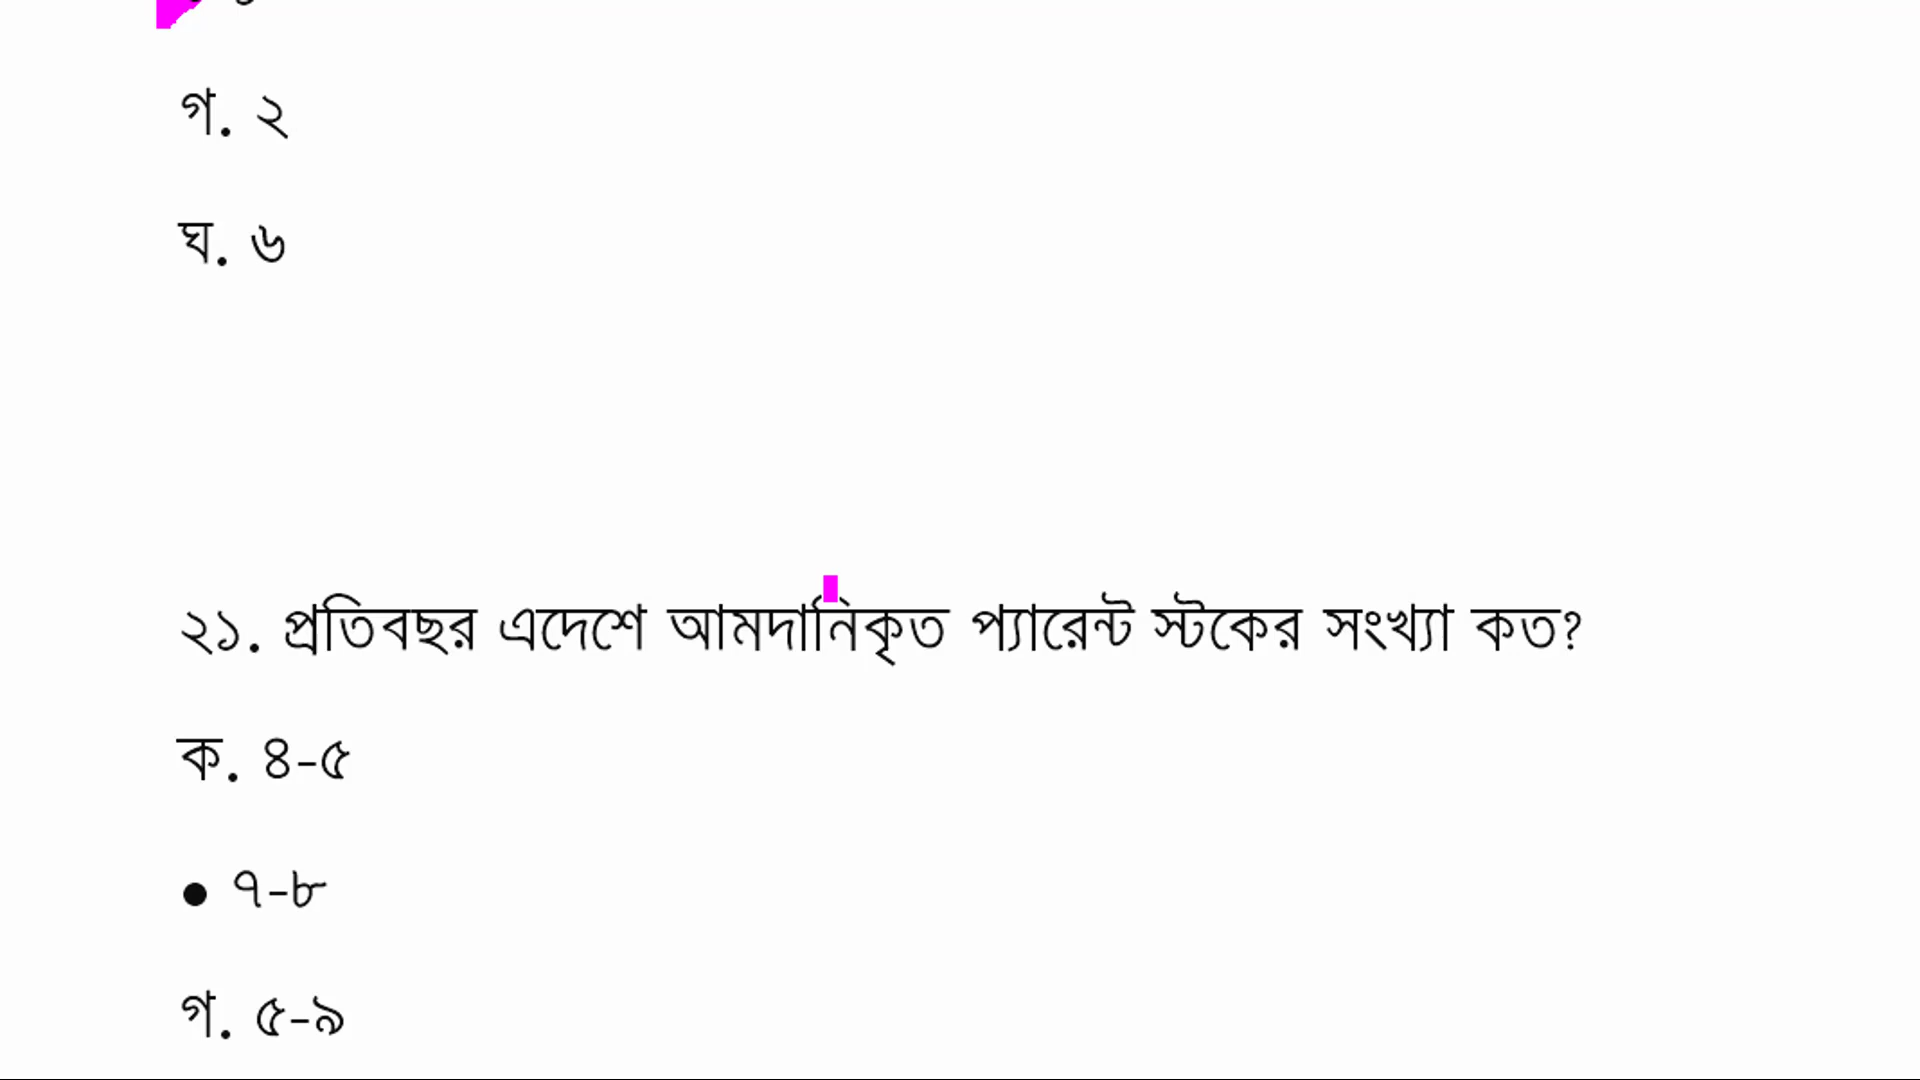 গ. ২
ঘ. ৬
২১. প্রতিবছর এদেশে আমদানিকৃত প্যারেন্ট স্টকের সংখ্যা কত?
ক. ৪-৫
● ৭-৮
গ. ৫-৯